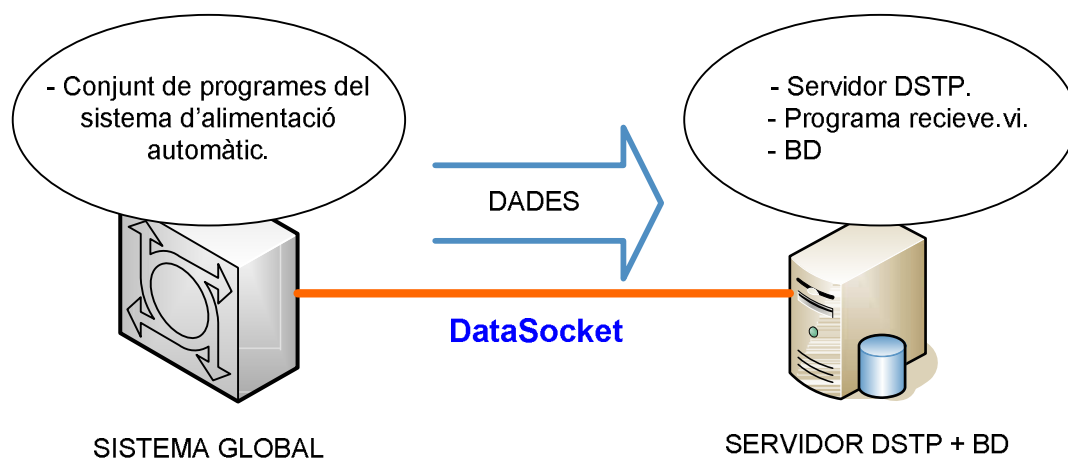 - Conjunt de programes del
sistema d'alimentació
automàtic.
- Servidor DSTP.
- Programa recieve.vi.
- BD
DADES
DataSocket
SISTEMA GLOBAL
SERVIDOR DSTP + BD